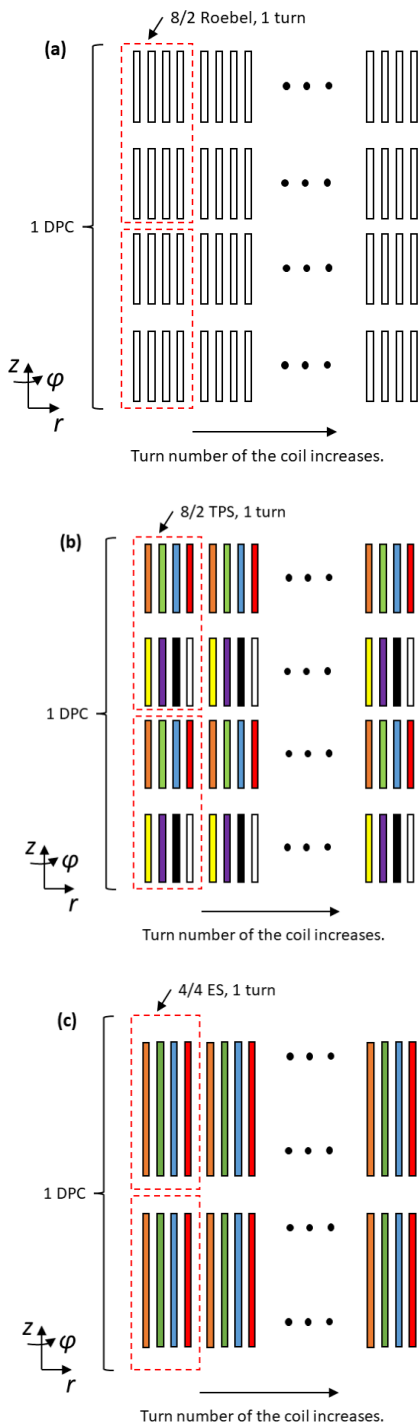 (a)
8/2 Roebel, 1 turn
1 DPC
z
φ
r
Turn number of the coil increases.
(b)
8/2 TPS, 1 turn
1 DPC
z
φ
r
Turn number of the coil increases.
(c)
4/4 ES, 1 turn
1 DPC
z
φ
r
Turn number of the coil increases.